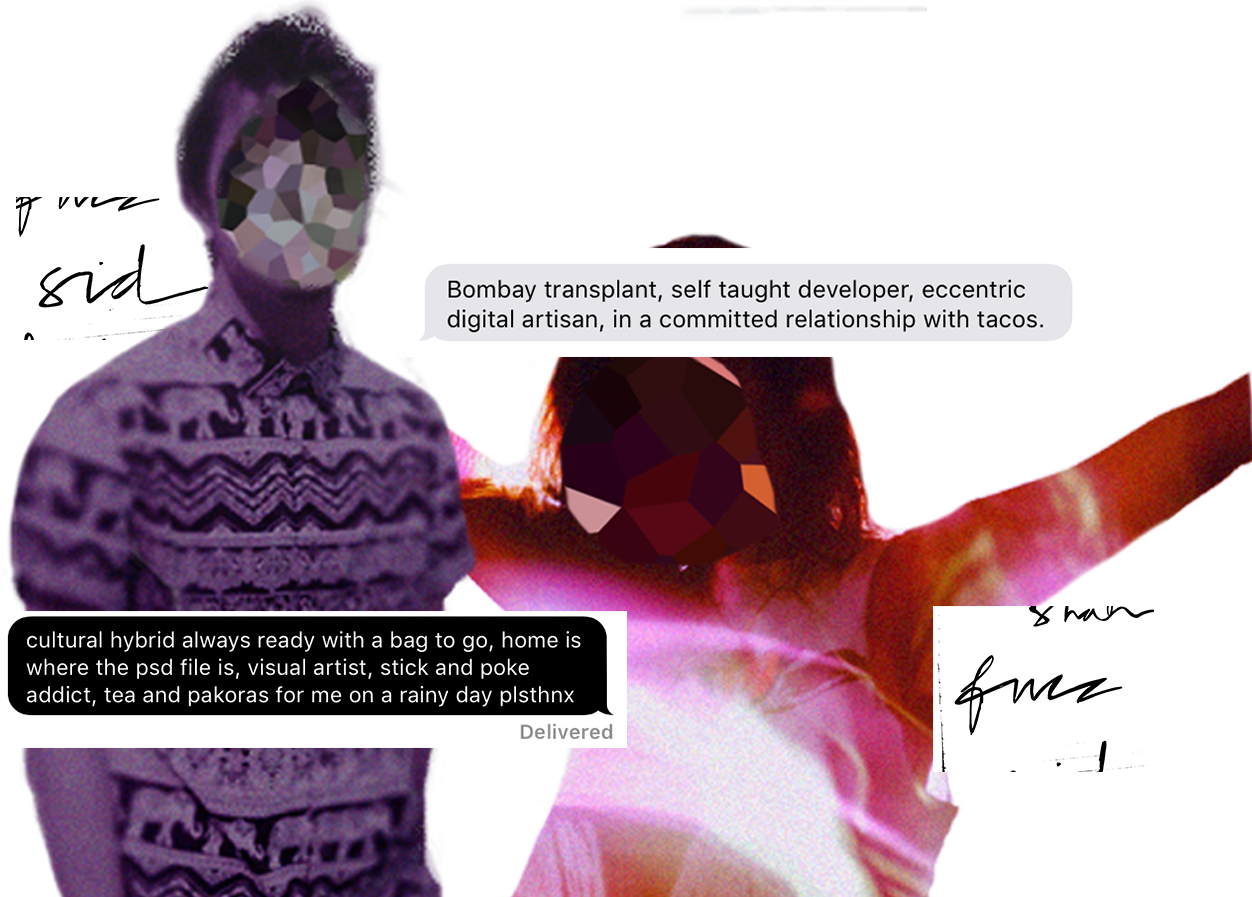 sid
Bombay transplant, self taught developer, eccentric
digital artisan, in a committed relationship with tacos.
cultural hybrid always ready with a bag to go, home is
where the psd file is, visual artist, stick and poke
addict, tea and pakoras for me on a rainy day plsthnx
Delivered